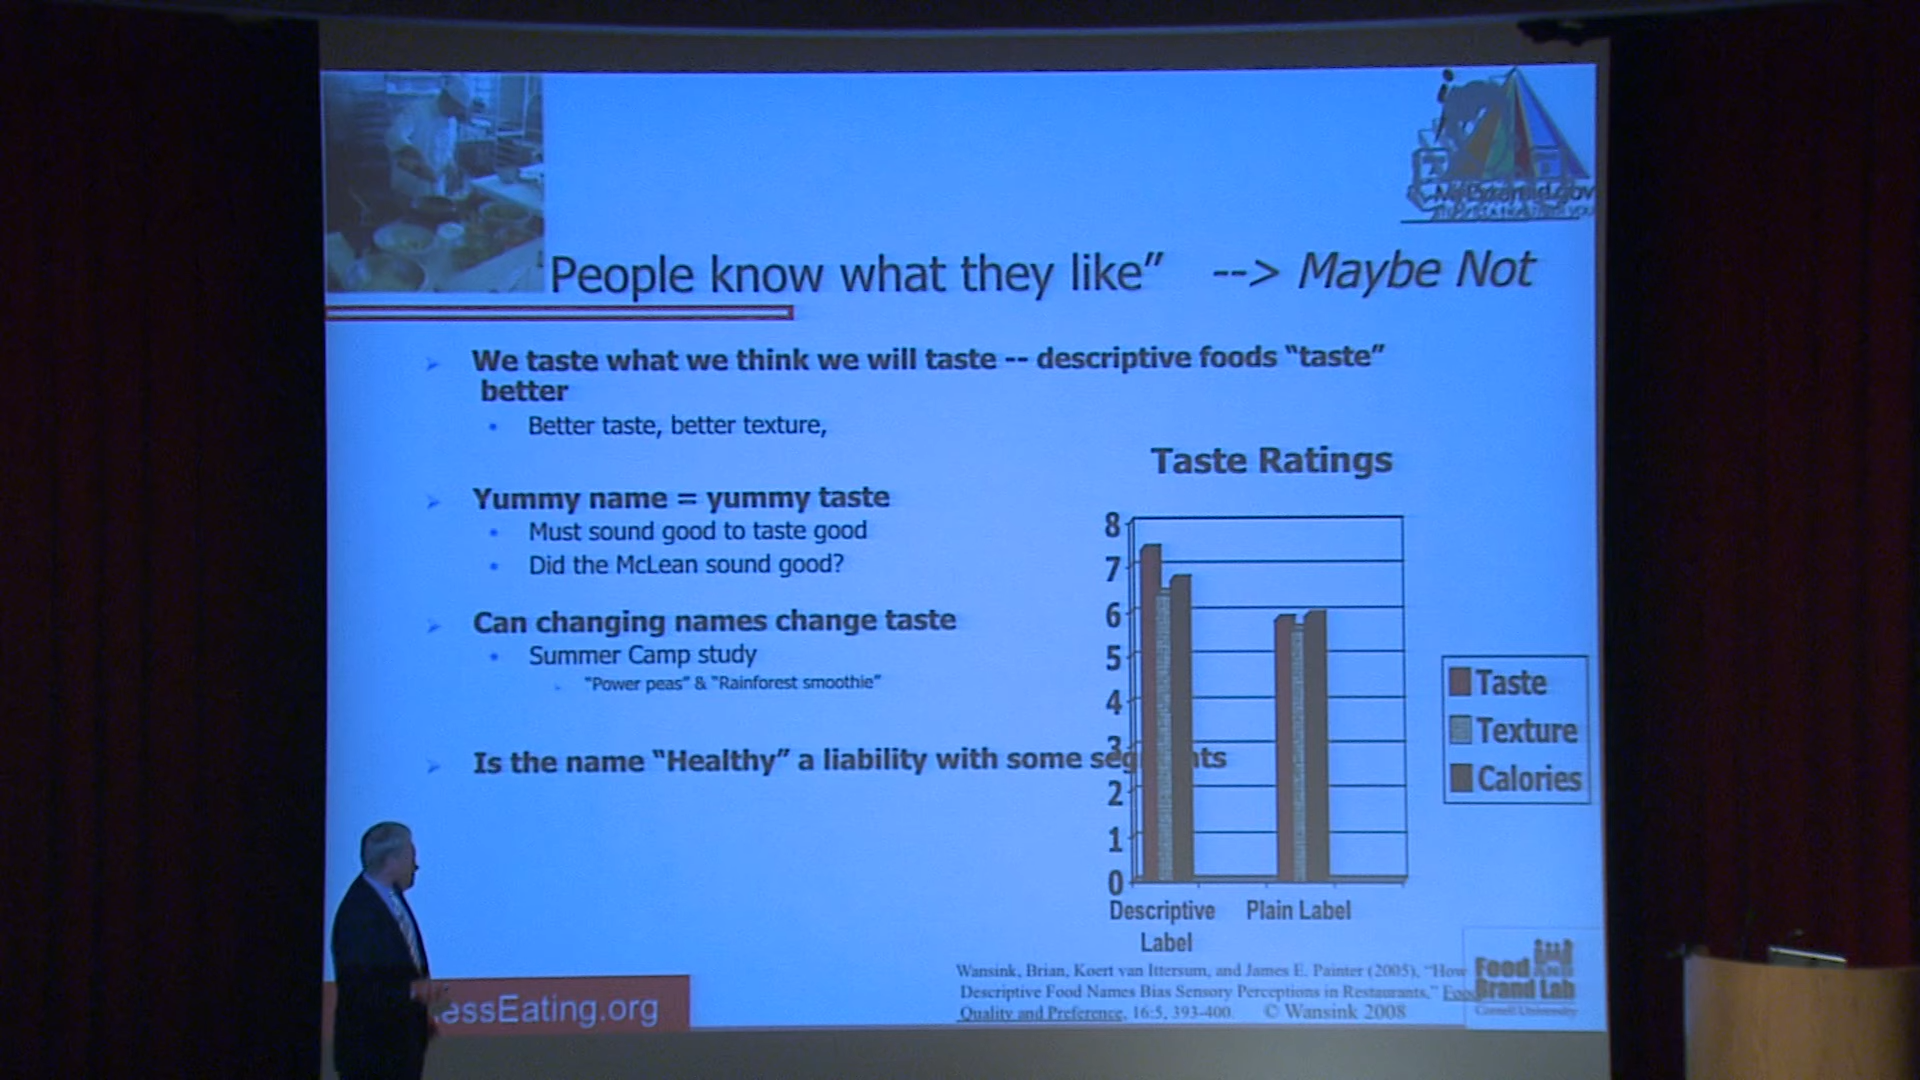 People know what they like” --> Maybe Not
We taste what we think we will taste -- descriptive foods “taste”
better
Better taste, better texture,
Yummy name = yummy taste
Must sound good to taste good
Did the McLean sound good?
Can changing names change taste
Summer Camp study
“Power peas” & “Rainforest smoothie”
Is the name “Healthy” a liability with some
Taste Ratings
8
7
6
5
4
3
2
1
0
Descriptive
Label
Plain Label
Taste
Texture
Calories
Wansink, Brian, Koert van Ittersum, and James E. Painter (2005), “How
Descriptive Food Names Bias Sensory Perceptions in Restaurants,”
Quality and Preference, 16:5, 393-400. © Wansink 2008
Food AND
Brand Lab
Cornell University
essEating.org